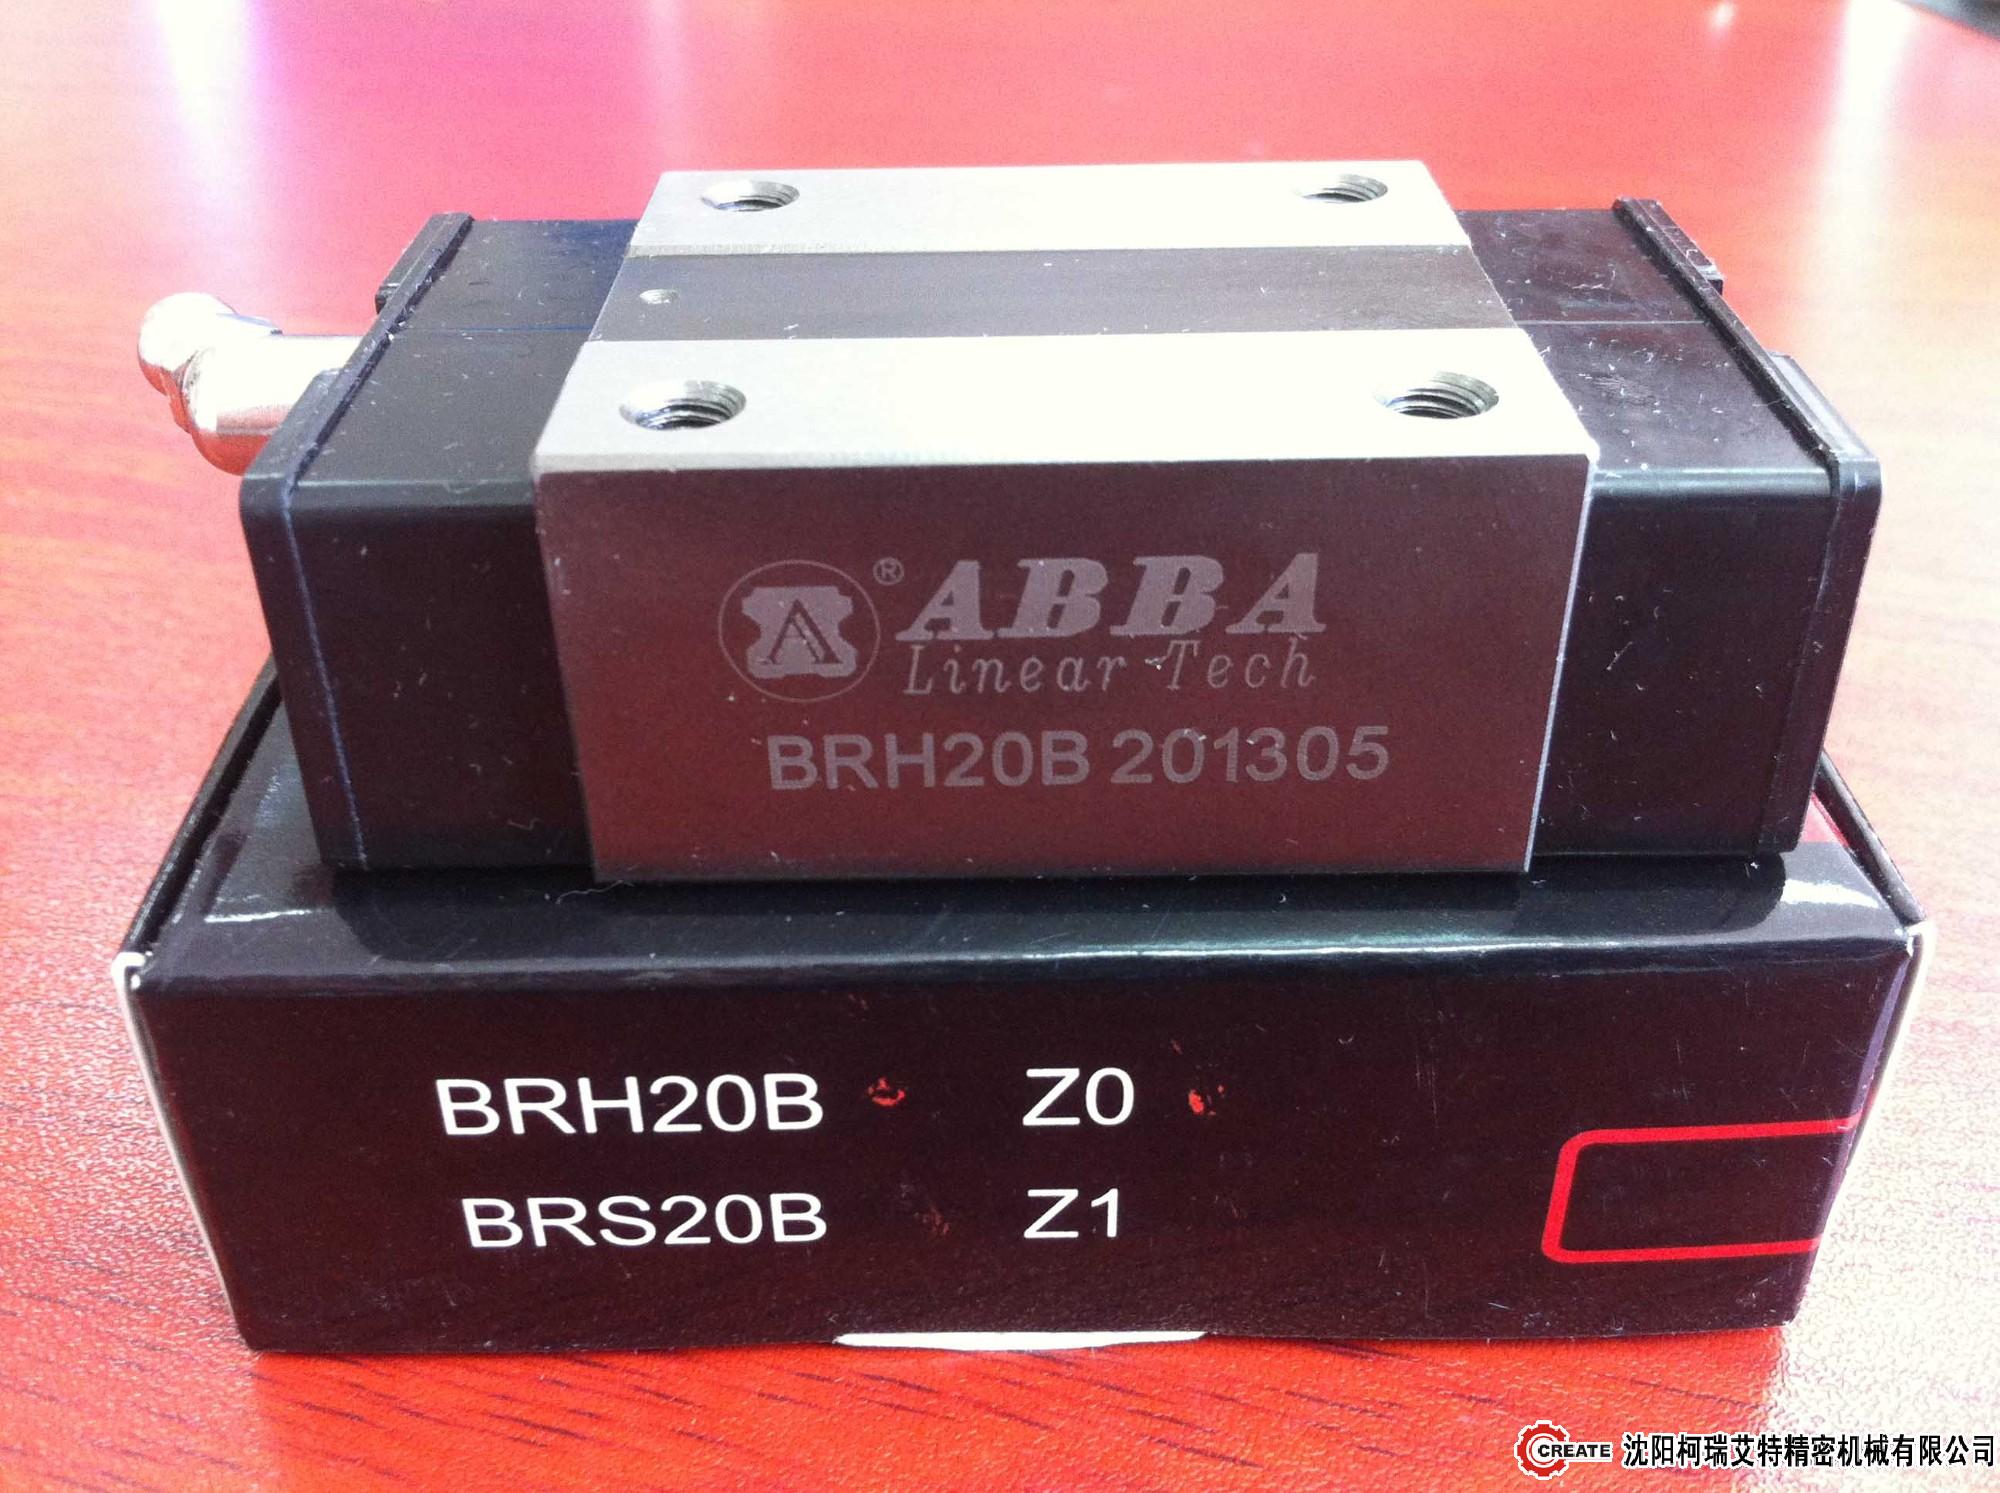 ® ABBA
Linear Tech
BRH20B 201305
BRH20B Z0
BRS20B Z1
CREATE 沈阳柯瑞艾特精密机械有限公司